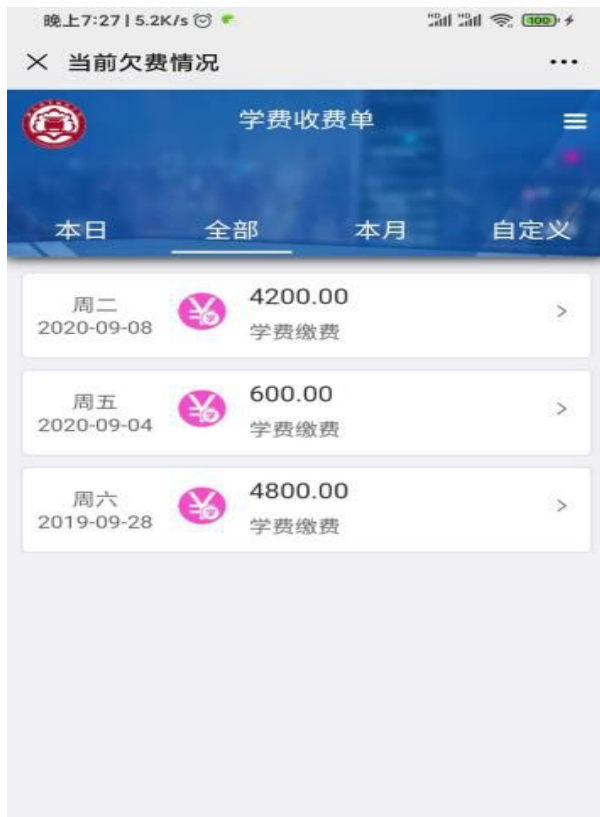 晚上7:27 | 5.2K/s
HD HD 100
当前欠费情况
学费收费单
本日 全部 本月 自定义
4200.00
周二
2020-09-08
学费缴费
600.00
周五
2020-09-04
学费缴费
4800.00
周六
2019-09-28
学费缴费